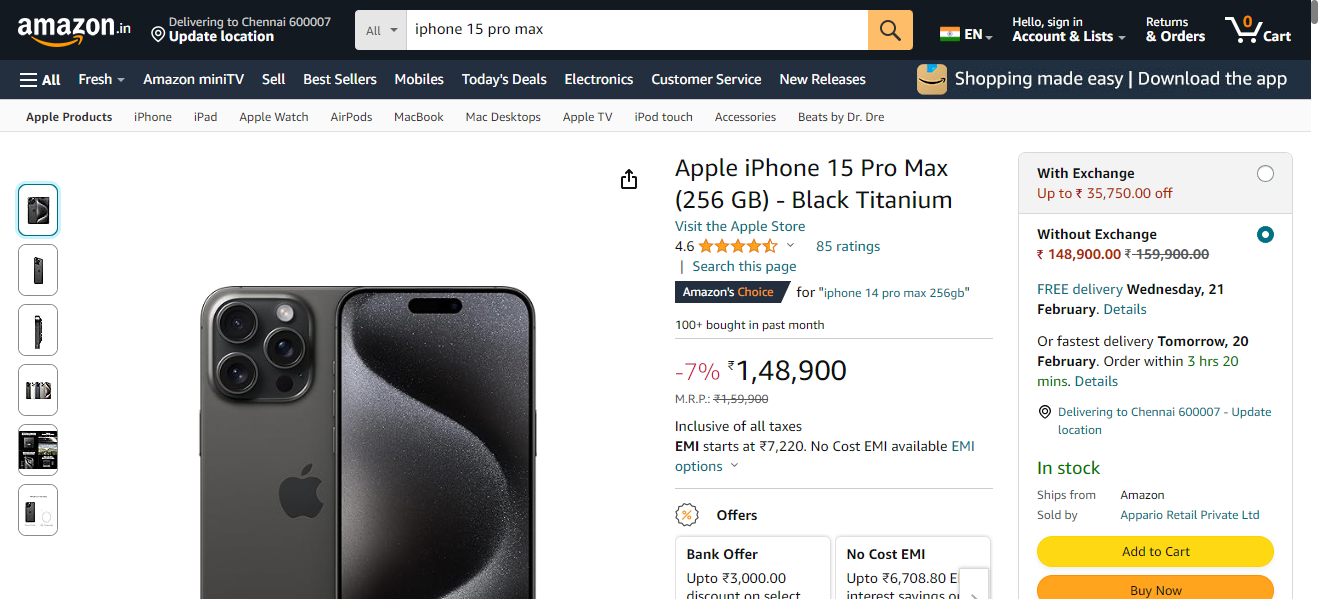 amazon.in
Delivering to Chennai 600007
Update location
All
iphone 15 pro max
EN
Hello, sign in
Account & Lists
Returns
& Orders
0
Cart
All
Fresh
Amazon miniTV
Sell
Best Sellers
Mobiles
Today's Deals
Electronics
Customer Service
New Releases
Shopping made easy | Download the app
Apple Products
iPhone
iPad
Apple Watch
AirPods
MacBook
Mac Desktops
Apple TV
iPod touch
Accessories
Beats by Dr. Dre
Apple iPhone 15 Pro Max
(256 GB) - Black Titanium
Visit the Apple Store
4.6
85 ratings
| Search this page
Amazon's Choice for "iphone 14 pro max 256gb"
100+ bought in past month
-7% ₹1,48,900
M.R.P.: ₹1,59,900
Inclusive of all taxes
EMI starts at ₹7,220. No Cost EMI available EMI
options
Offers
Bank Offer
Upto ₹3,000.00
discount on select
No Cost EMI
Upto ₹6,708.80 E
interest savings o
With Exchange
Up to ₹ 35,750.00 off
Without Exchange
₹ 148,900.00 ₹ 159,900.00
FREE delivery Wednesday, 21
February. Details
Or fastest delivery Tomorrow, 20
February. Order within 3 hrs 20
mins. Details
Delivering to Chennai 600007 - Update
location
In stock
Ships from Amazon
Sold by Appario Retail Private Ltd
Add to Cart
Buy Now